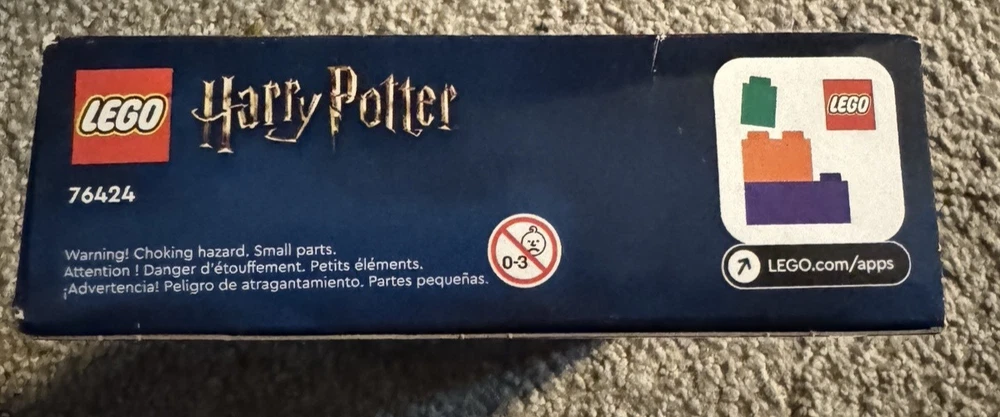 LEGO
Harry Potter
76424
Warning! Choking hazard. Small parts.
Attention ! Danger d'étouffement. Petits éléments.
¡Advertencia! Peligro de atragantamiento. Partes pequeñas.
0-3
LEGO
LEGO.com/apps